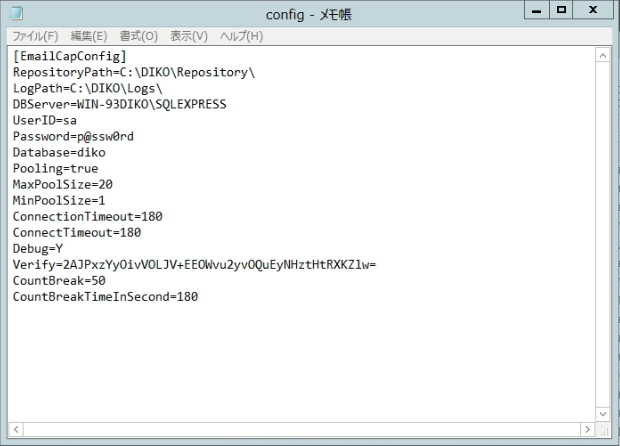 config - メモ帳
ファイル(F) 編集(E) 書式(O) 表示(V) ヘルプ(H)
[EmailCapConfig]
RepositoryPath=C:\DIKO\Repository\
LogPath=C:\DIKO\Logs\
DBServer=WIN-93DIKO\SQLEXPRESS
UserID=sa
Password=p@ssw0rd
Database=diko
Pooling=true
MaxPoolSize=20
MinPoolSize=1
ConnectionTimeout=180
ConnectTimeout=180
Debug=Y
Verify=2AJPxzYyOivVOLJV+EEOWvu2yvOQuEyNHztHtRXKZlw=
CountBreak=50
CountBreakTimeInSecond=180